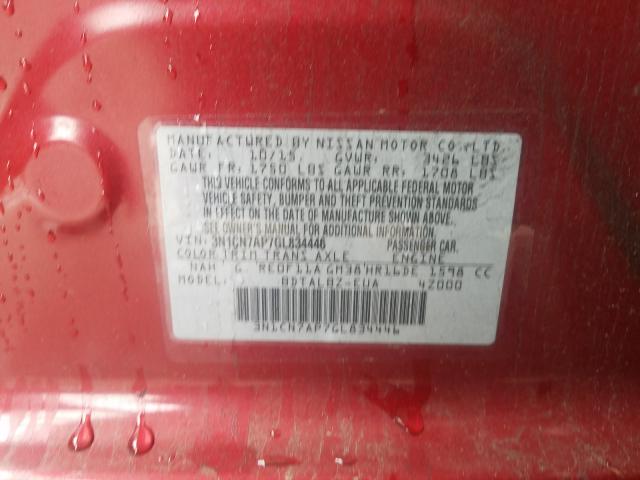 MANUFACTURED BY NISSAN MOTOR CO.,LTD.
DATE: 10/15 GVWR: 3426 LBS
GAWR FR. 1750 LBS GAWR RR. 1708 LBS
THIS VEHICLE CONFORMS TO ALL APPLICABLE FEDERAL MOTOR
VEHICLE SAFETY, BUMPER AND THEFT PREVENTION STANDARDS
IN EFFECT ON THE DATE OF MANUFACTURE SHOWN ABOVE.
SEE OWNER'S MANUAL FOR ADDITIONAL INFORMATION
VIN: 3N1CN7AP7GL834446 PASSENGER CAR
COLOR TRIM TRANS AXLE ENGINE
NAH G RE0F11A GM38 HR16DE 1598 CC
MODEL BDTALBZ-EUA 4Z000
3N1CN7AP7GL834446